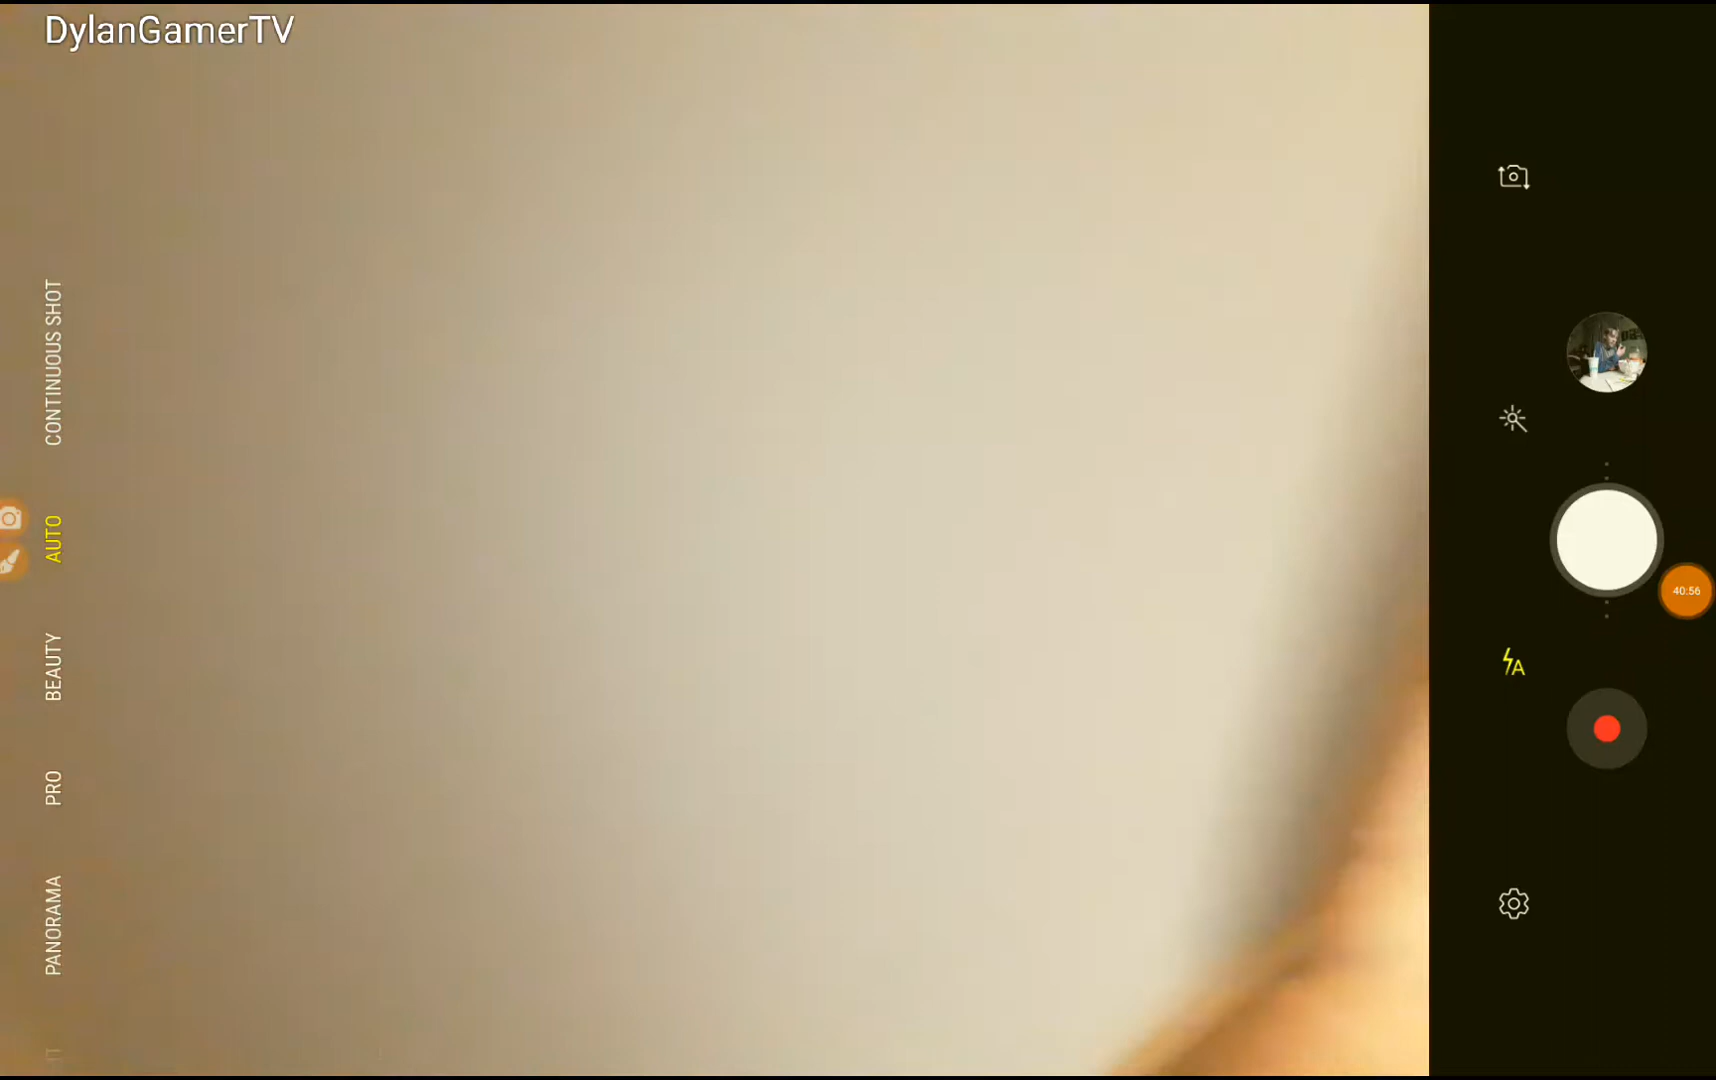 DylanGamerTV
CONTINUOUS SHOT
AUTO
BEAUTY
PRO
PANORAMA
40:56
A